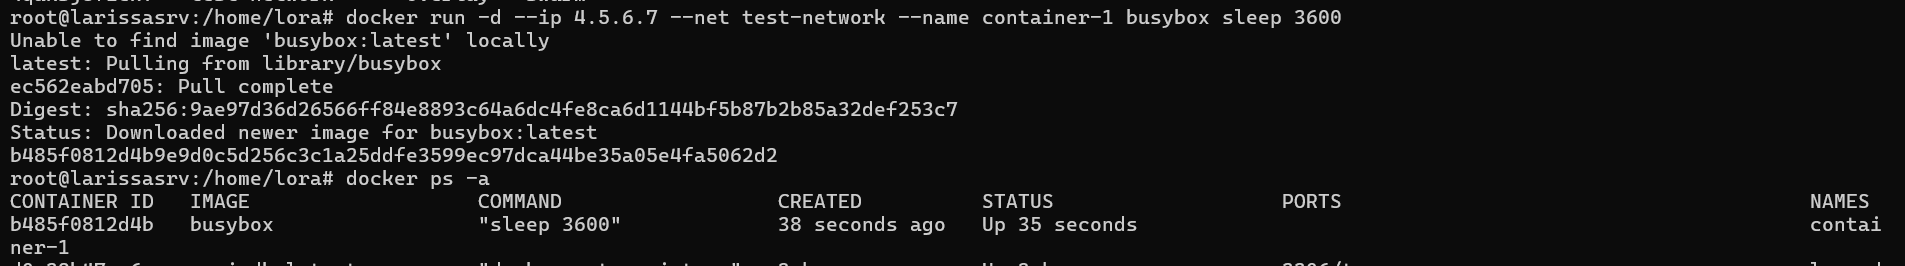 root@larissasrv:/home/lora# docker run -d --ip 4.5.6.7 --net test-network --name container-1 busybox sleep 3600
Unable to find image 'busybox:latest' locally
latest: Pulling from library/busybox
ec562eabd705: Pull complete
Digest: sha256:9ae97d36d26566ff84e8893c64a6dc4fe8ca6d1144bf5b87b2b85a32def253c7
Status: Downloaded newer image for busybox:latest
b485f0812d4b9e9d0c5d256c3c1a25ddfe3599ec97dca44be35a05e4fa5062d2
root@larissasrv:/home/lora# docker ps -a
CONTAINER ID IMAGE COMMAND CREATED STATUS PORTS NAMES
b485f0812d4b busybox "sleep 3600" 38 seconds ago Up 35 seconds contai
ner-1